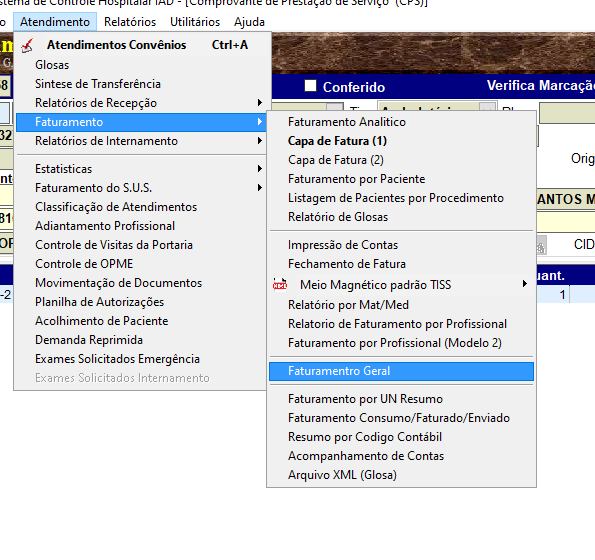 istema de Controle Hospitalar IAD - [Comprovante de Prestação de Serviço (CPS)]
o Atendimento Relatórios Utilitários Ajuda
Atendimentos Convênios Ctrl+A
Glosas
Sintese de Transferência
Relatórios de Recepção
Faturamento
Relatórios de Internamento
Estatisticas
Faturamento do S.U.S.
Classificação de Atendimentos
Adiantamento Profissional
Controle de Visitas da Portaria
Controle de OPME
Movimentação de Documentos
Planilha de Autorizações
Acolhimento de Paciente
Demanda Reprimida
Exames Solicitados Emergência
Exames Solicitados Internamento
Conferido
Verifica Marcação
Faturamento Analitico
Capa de Fatura (1)
Capa de Fatura (2)
Faturamento por Paciente
Listagem de Pacientes por Procedimento
Relatório de Glosas
Impressão de Contas
Fechamento de Fatura
Meio Magnético padrão TISS
Relatório por Mat/Med
Relatorio de Faturamento por Profissional
Faturamento por Profissional (Modelo 2)
Faturamentro Geral
Faturamento por UN Resumo
Faturamento Consumo/Faturado/Enviado
Resumo por Codigo Contábil
Acompanhamento de Contas
Arquivo XML (Glosa)
Orig
ANTOS M
CID
uant.
-2
1